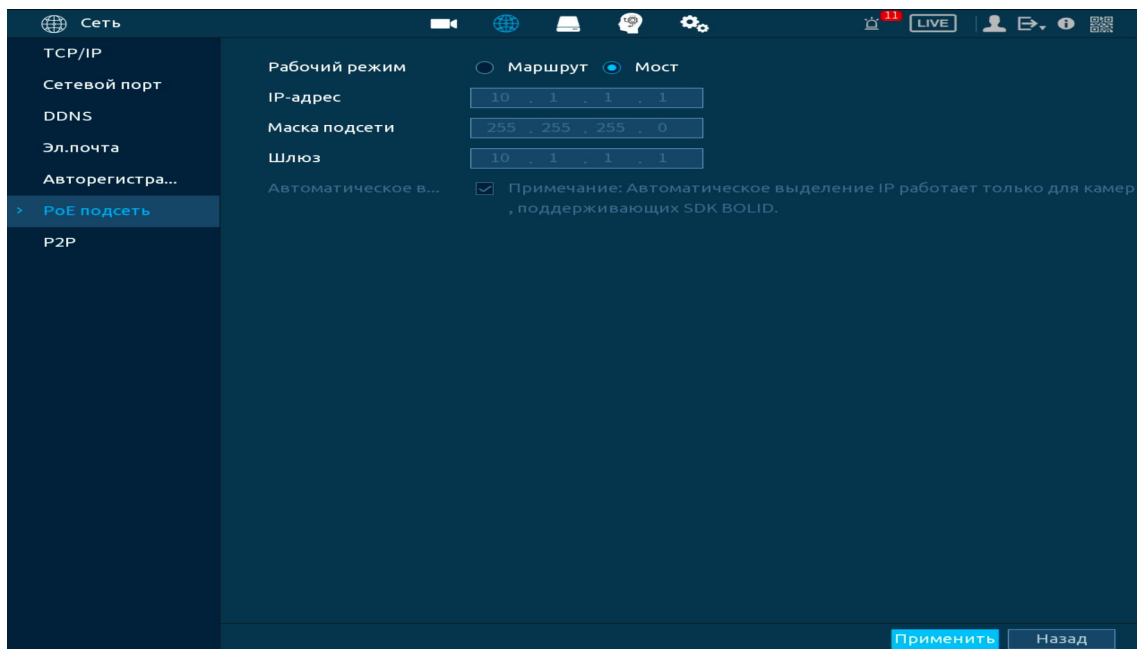 Сеть
11
LIVE
TCP/IP
Сетевой порт
DDNS
Эл.почта
Авторегистра...
PoE подсеть
P2P
Рабочий режим Маршрут Мост
IP-адрес 10 . 1 . 1 . 1
Маска подсети 255 . 255 . 255 . 0
Шлюз 10 . 1 . 1 . 1
Автоматическое в... Примечание: Автоматическое выделение IP работает только для камер
, поддерживающих SDK BOLID.
Применить Назад